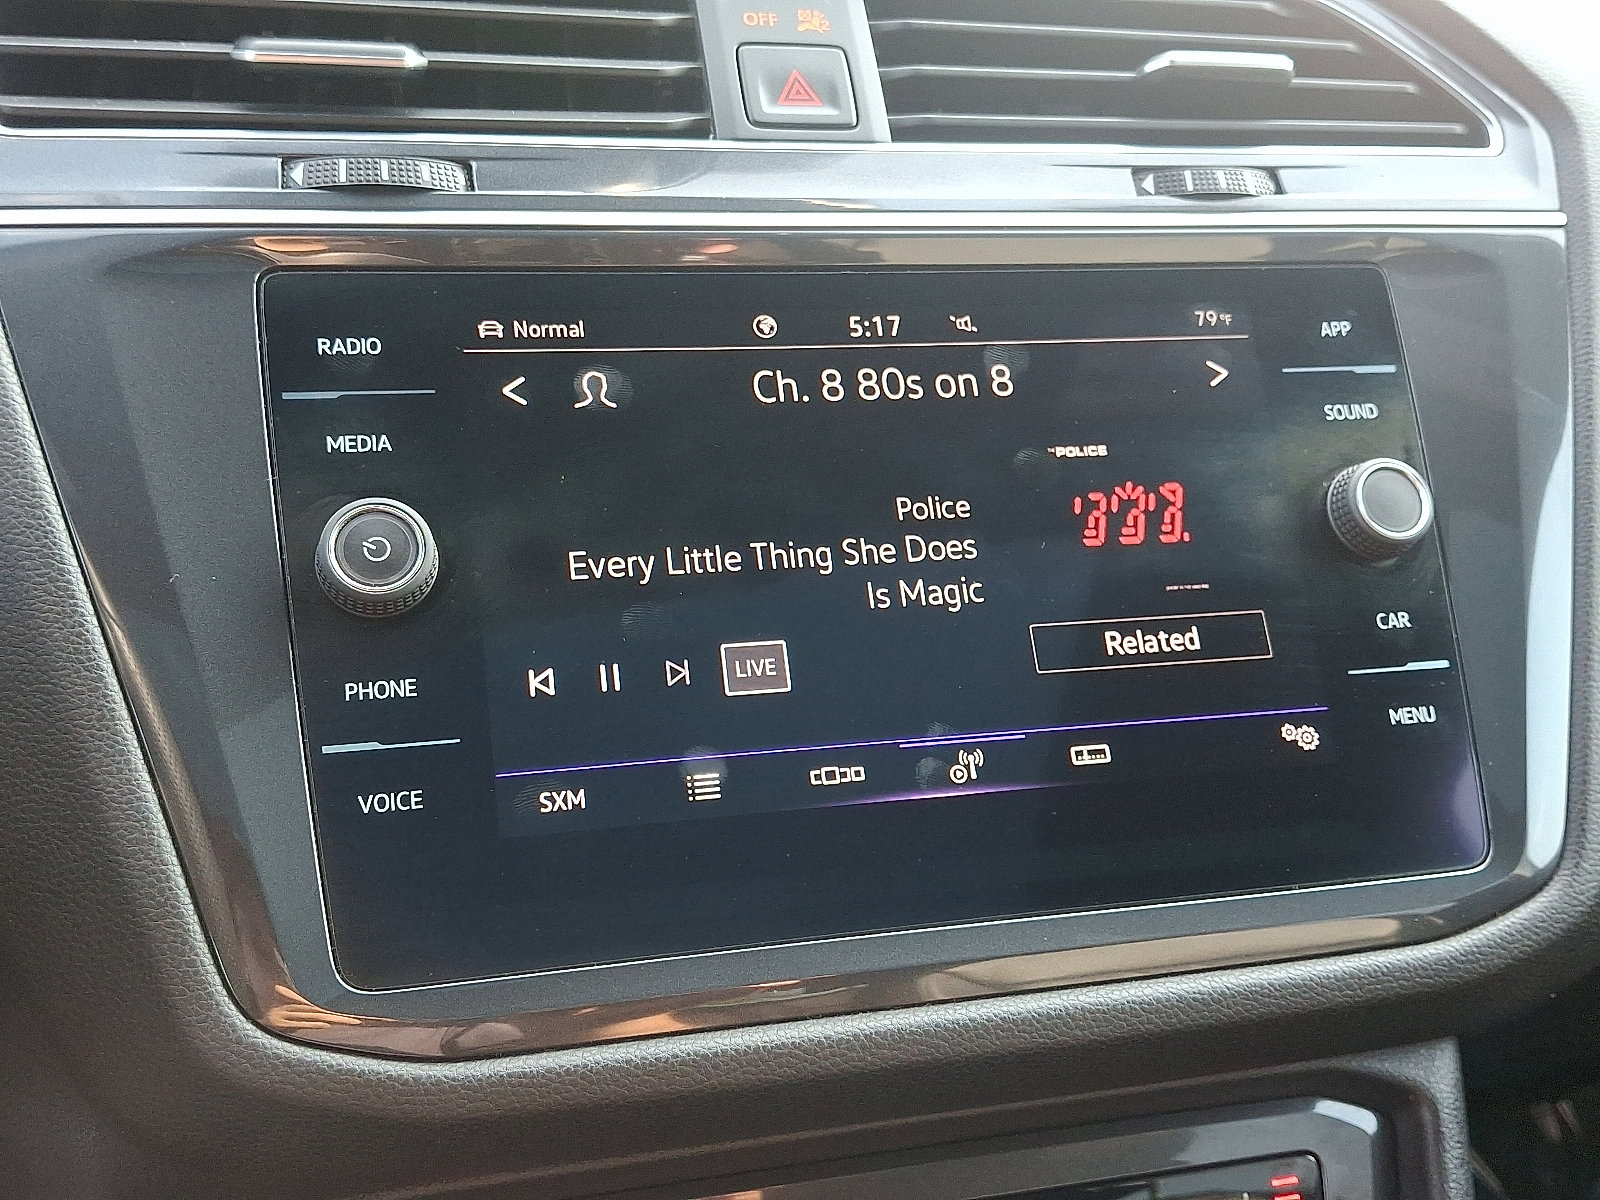 OFF
RADIO
MEDIA
PHONE
VOICE
Normal
5:17
79°F
Ch. 8 80s on 8
THE POLICE
Police
Every Little Thing She Does
Is Magic
LIVE
Related
SXM
APP
SOUND
CAR
MENU